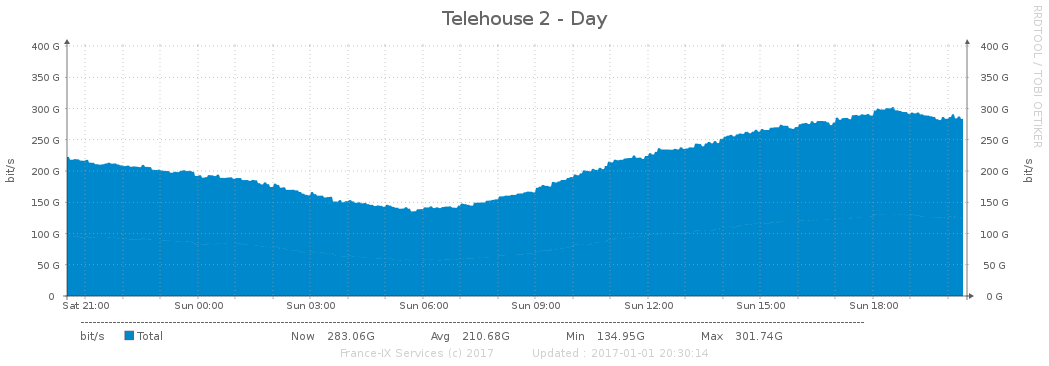 Telehouse 2 - Day
RRDTOOL / TOBI OETIKER
400 G 400 G
350 G 350 G
300 G 300 G
250 G 250 G
200 G 200 G
150 G 150 G
100 G 100 G
50 G 50 G
0 0 G
bit/s
bit/s
Sat 21:00 Sun 00:00 Sun 03:00 Sun 06:00 Sun 09:00 Sun 12:00 Sun 15:00 Sun 18:00
bit/s Total Now 283.06G Avg 210.68G Min 134.95G Max 301.74G
France-IX Services (c) 2017 Updated : 2017-01-01 20:30:14